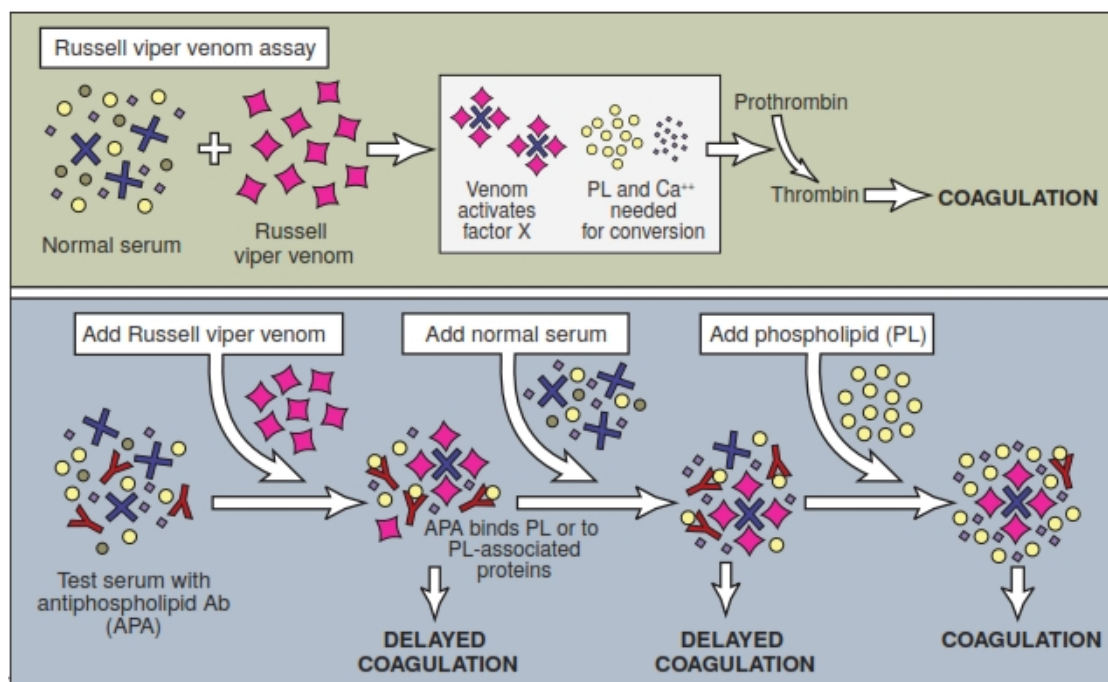 Russell viper venom assay
Normal serum
Russell
viper venom
Venom
activates
factor X
PL and Ca++
needed
for conversion
Prothrombin
Thrombin
COAGULATION
Add Russell viper venom
Add normal serum
Add phospholipid (PL)
Test serum with
antiphospholipid Ab
(APA)
APA binds PL or to
PL-associated
proteins
DELAYED
COAGULATION
DELAYED
COAGULATION
COAGULATION